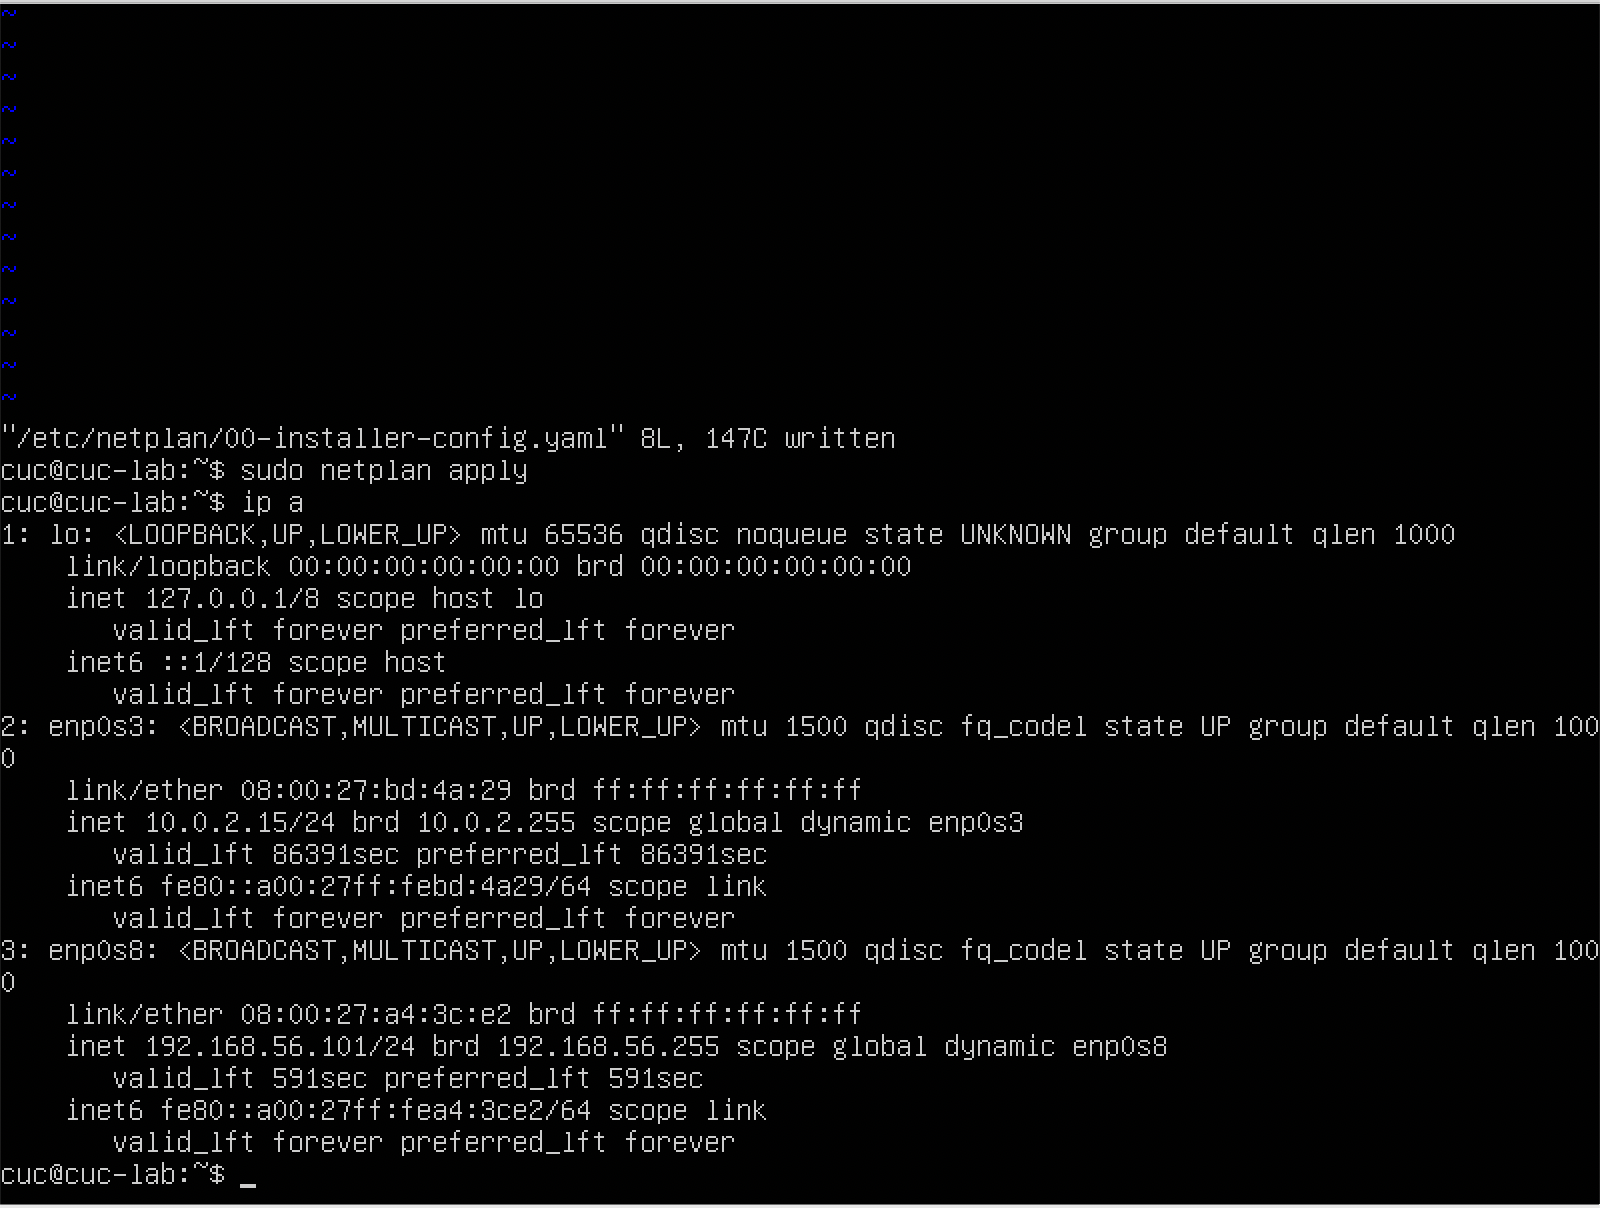 ~
~
~
~
~
~
~
~
~
~
~
~
~
"/etc/netplan/00-installer-config.yaml" 8L, 147C written
cuc@cuc-lab:~$ sudo netplan apply
cuc@cuc-lab:~$ ip a
1: lo: <LOOPBACK,UP,LOWER_UP> mtu 65536 qdisc noqueue state UNKNOWN group default qlen 1000
    link/loopback 00:00:00:00:00:00 brd 00:00:00:00:00:00
    inet 127.0.0.1/8 scope host lo
       valid_lft forever preferred_lft forever
    inet6 ::1/128 scope host
       valid_lft forever preferred_lft forever
2: enp0s3: <BROADCAST,MULTICAST,UP,LOWER_UP> mtu 1500 qdisc fq_codel state UP group default qlen 100
0
    link/ether 08:00:27:bd:4a:29 brd ff:ff:ff:ff:ff:ff
    inet 10.0.2.15/24 brd 10.0.2.255 scope global dynamic enp0s3
       valid_lft 86391sec preferred_lft 86391sec
    inet6 fe80::a00:27ff:febd:4a29/64 scope link
       valid_lft forever preferred_lft forever
3: enp0s8: <BROADCAST,MULTICAST,UP,LOWER_UP> mtu 1500 qdisc fq_codel state UP group default qlen 100
0
    link/ether 08:00:27:a4:3c:e2 brd ff:ff:ff:ff:ff:ff
    inet 192.168.56.101/24 brd 192.168.56.255 scope global dynamic enp0s8
       valid_lft 591sec preferred_lft 591sec
    inet6 fe80::a00:27ff:fea4:3ce2/64 scope link
       valid_lft forever preferred_lft forever
cuc@cuc-lab:~$ _